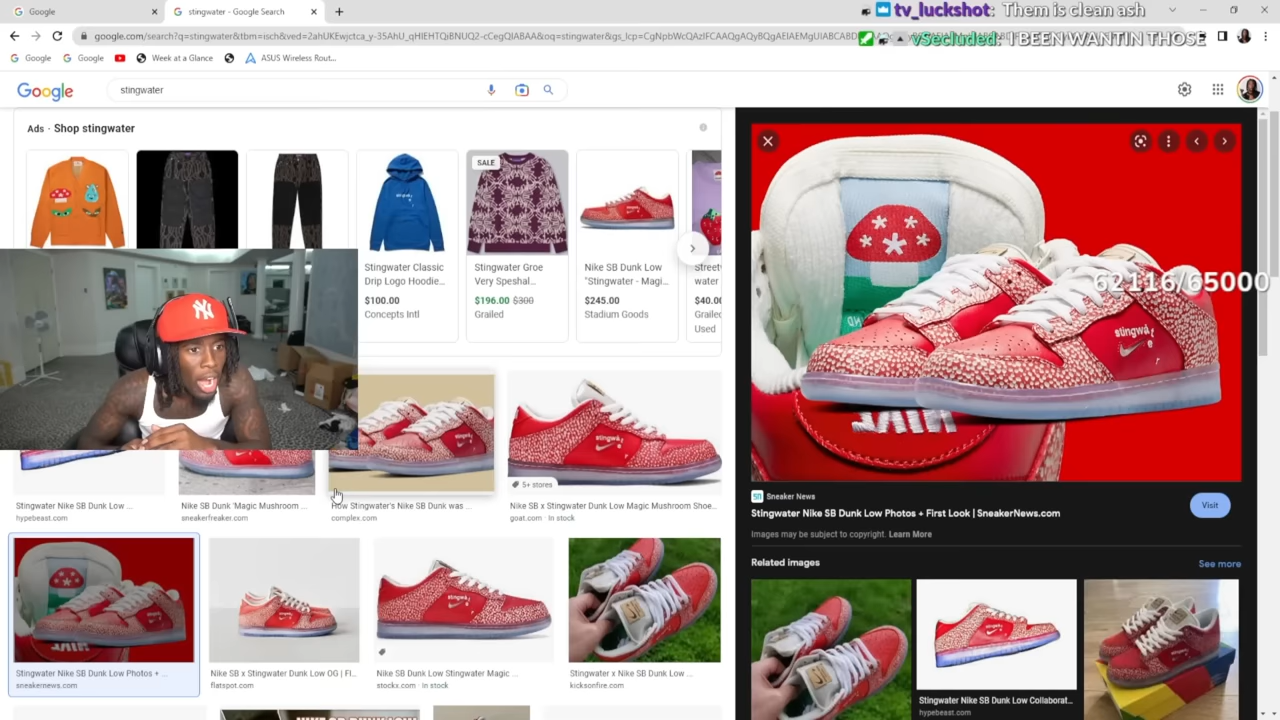 Google
stingwater - Google Search
tv_luckshot: Them is clean ash
vSecluded: I BEEN WANTIN THOSE
Google
Google
Week at a Glance
ASUS Wireless Rout...
Google
stingwater
Ads · Shop stingwater
SALE
Stingwater Classic
Drip Logo Hoodie...
$100.00
Concepts Intl
Stingwater Groe
Very Speshal...
$196.00 $300
Grailed
Nike SB Dunk Low
"Stingwater - Magi...
$245.00
Stadium Goods
Street
water
$40.00
Grailed
Used
62116/65000
NY
5+ stores
Stingwater Nike SB Dunk Low ...
hypebeast.com
Nike SB Dunk 'Magic Mushroom ...
sneakerfreaker.com
How Stingwater's Nike SB Dunk was ...
complex.com
NIke SB x Stingwater Dunk Low Magic Mushroom Shoe...
goat.com · In stock
Sneaker News
Stingwater Nike SB Dunk Low Photos + First Look | SneakerNews.com
Visit
Images may be subject to copyright. Learn More
Related images
See more
Stingwater Nike SB Dunk Low Photos + ...
sneakernews.com
Nike SB x Stingwater Dunk Low OG | Fl...
flatspot.com
Nike SB Dunk Low Stingwater Magic ...
stockx.com · In stock
Stingwater x Nike SB Dunk Low ...
kicksonfire.com
Stingwater Nike SB Dunk Low Collaborat...
hypebeast.com